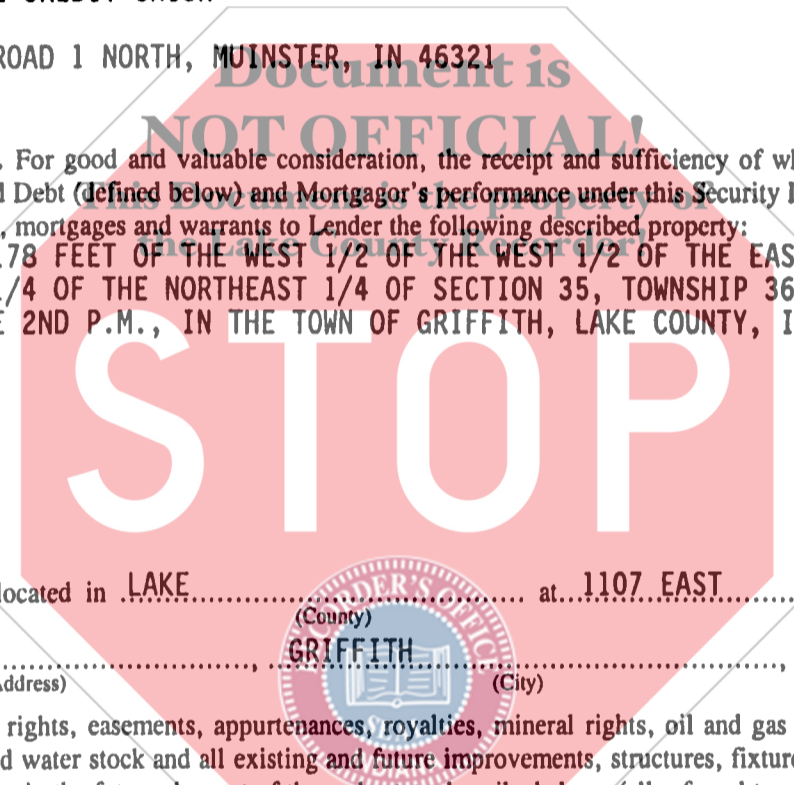 ROAD 1 NORTH, MUINSTER, IN 46321
Document is
NOT OFFICIAL!
. For good and valuable consideration, the receipt and sufficiency of w
d Debt (defined below) and Mortgagor's performance under this Security I
This Document is the property of
, mortgages and warrants to Lender the following described property:
the Lake County Recorder!
.78 FEET OF THE WEST 1/2 OF THE WEST 1/2 OF THE EAS
/4 OF THE NORTHEAST 1/4 OF SECTION 35, TOWNSHIP 36
E 2ND P.M., IN THE TOWN OF GRIFFITH, LAKE COUNTY, I
STOP
located in LAKE at 1107 EAST
(County)
GRIFFITH
Address) (City)
RECORDER'S OFFICE
rights, easements, appurtenances, royalties, mineral rights, oil and gas
d water stock and all existing and future improvements, structures, fixture